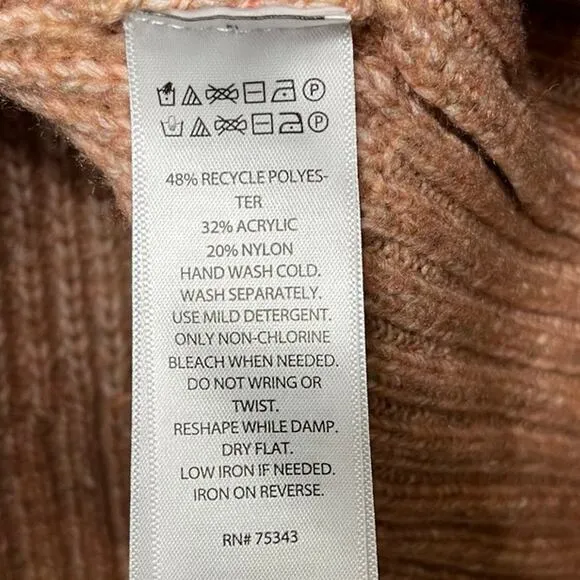 48% RECYCLE POLYES-
TER
32% ACRYLIC
20% NYLON
HAND WASH COLD.
WASH SEPARATELY.
USE MILD DETERGENT.
ONLY NON-CHLORINE
BLEACH WHEN NEEDED.
DO NOT WRING OR
TWIST.
RESHAPE WHILE DAMP.
DRY FLAT.
LOW IRON IF NEEDED.
IRON ON REVERSE.
RN# 75343